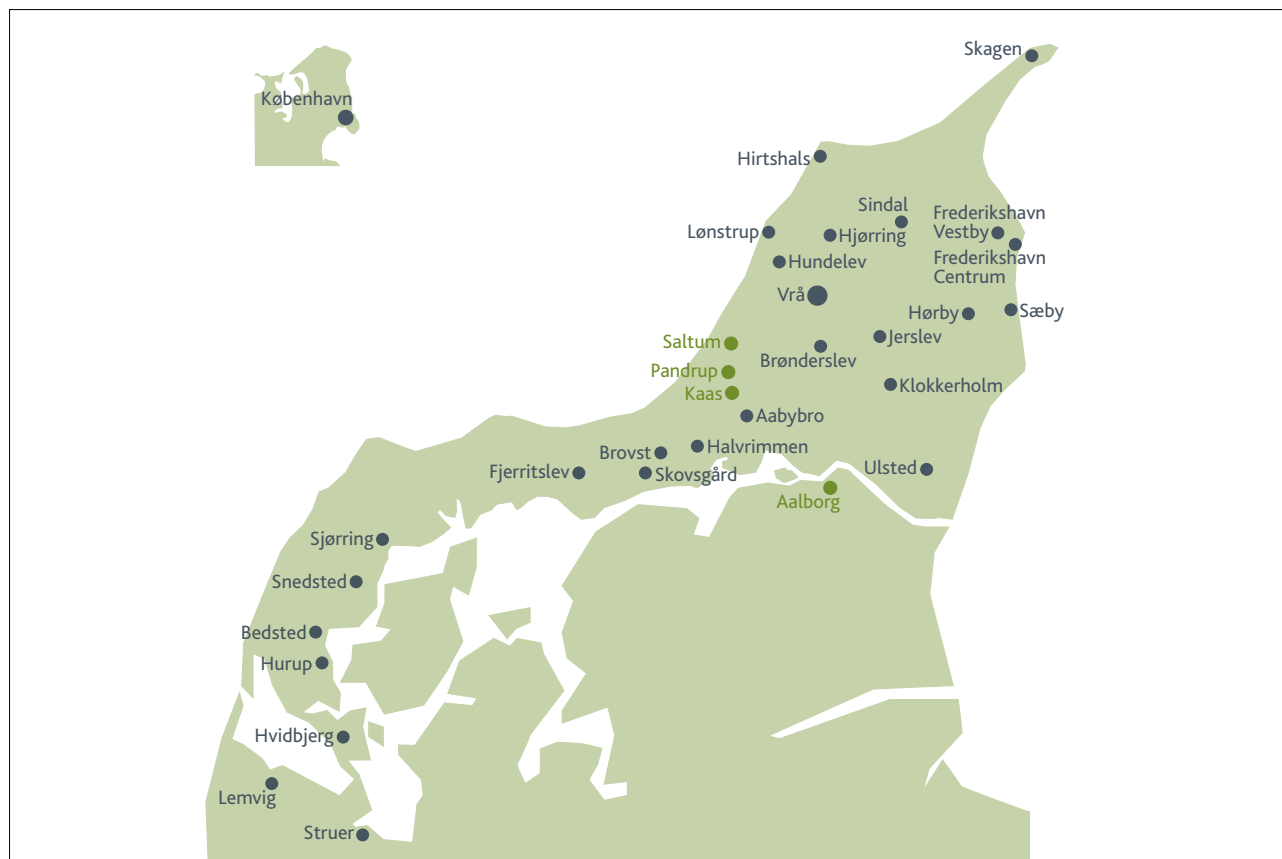 Skagen
København
Hirtshals
Sindal
Frederikshavn
Vestby
Lønstrup
Hjørring
Frederikshavn
Centrum
Hundelev
Vrå
Hørby
Sæby
Jerslev
Saltum
Brønderslev
Pandrup
Klokkerholm
Kaas
Aabybro
Halvrimmen
Brovst
Fjerritslev
Skovsgård
Ulsted
Aalborg
Sjørring
Snedsted
Bedsted
Hurup
Hvidbjerg
Lemvig
Struer